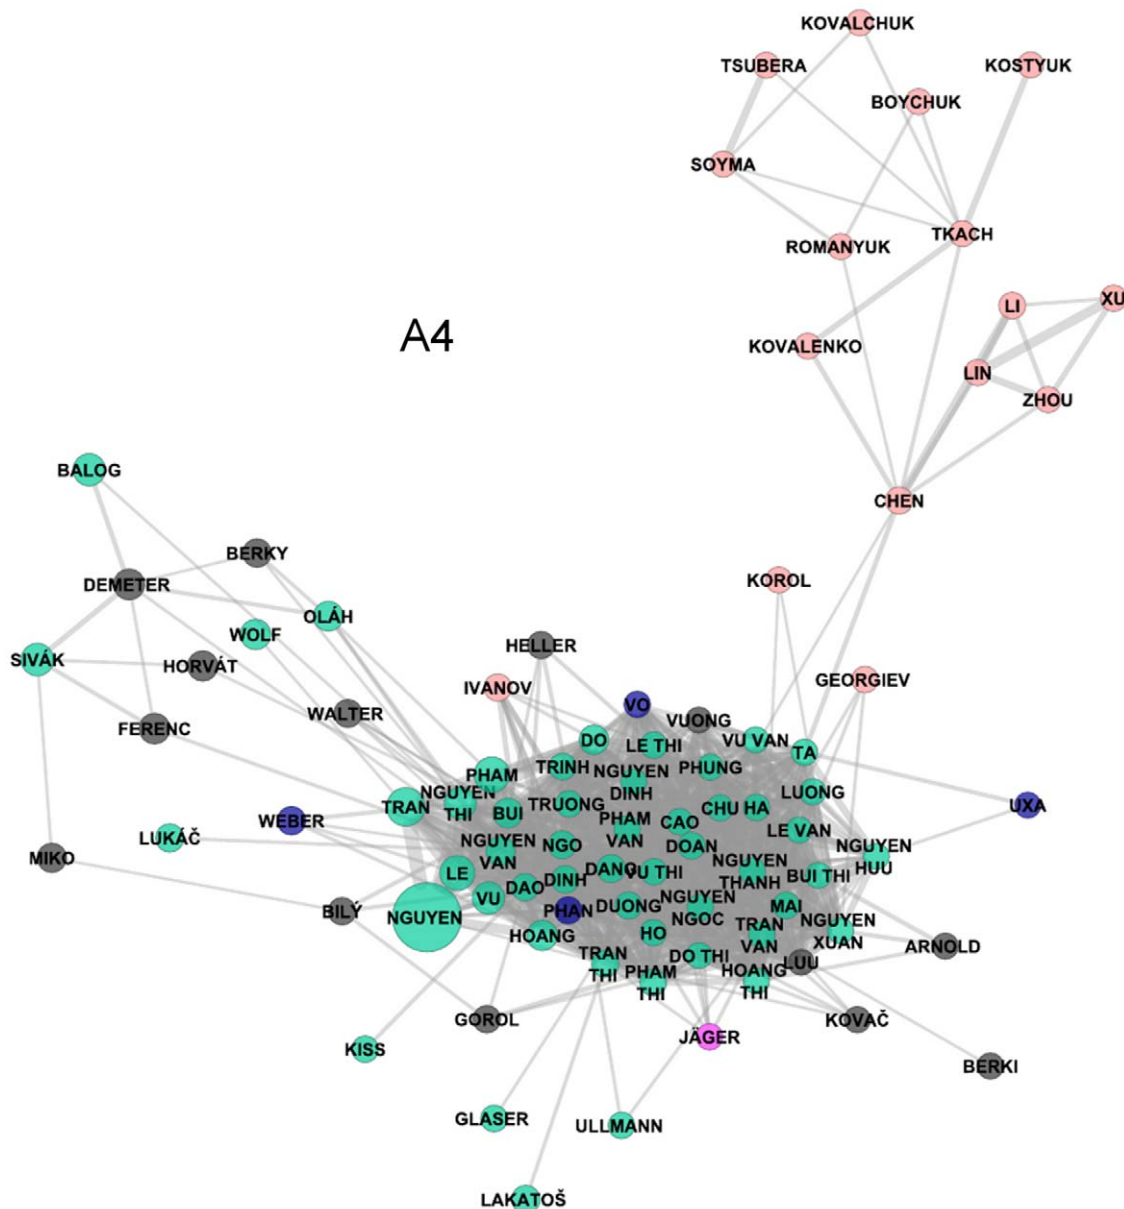 KOVALCHUK
TSUBERA
KOSTYUK
BOYCHUK
SOYMA
ROMANYUK
TKACH
LI
XU
A4
KOVALENKO
LIN
ZHOU
BALOG
CHEN
BERKY
DEMETER
KOROL
OLÁH
WOLF
HELLER
SIVÁK
HORVÁT
IVANOV
GEORGIEV
VO
WALTER
VUONG
FERENC
DO
LE THI
VU VAN
TA
PHAM
TRINH
NGUYEN
DINH
PHUNG
NGUYEN
THI
TRAN
BUI
TRUONG
CHU
HA
LUONG
UXA
WEBER
PHAM
VAN
CAO
LE VAN
LUKÁČ
NGUYEN
VAN
NGO
DOAN
NGUYEN
HUU
MIKO
LE
DINH
DANG
VU THI
NGUYEN
THANH
BUI THI
VU
DAO
BILÝ
NGUYEN
PHAN
DUONG
NGUYEN
NGOC
MAI
NGUYEN
XUAN
HOANG
HO
TRAN
VAN
ARNOLD
TRAN
THI
DO THI
LUU
PHAM
THI
HOANG
THI
GOROL
KOVAČ
KISS
JÄGER
BERKI
GLASER
ULLMANN
LAKATOŠ